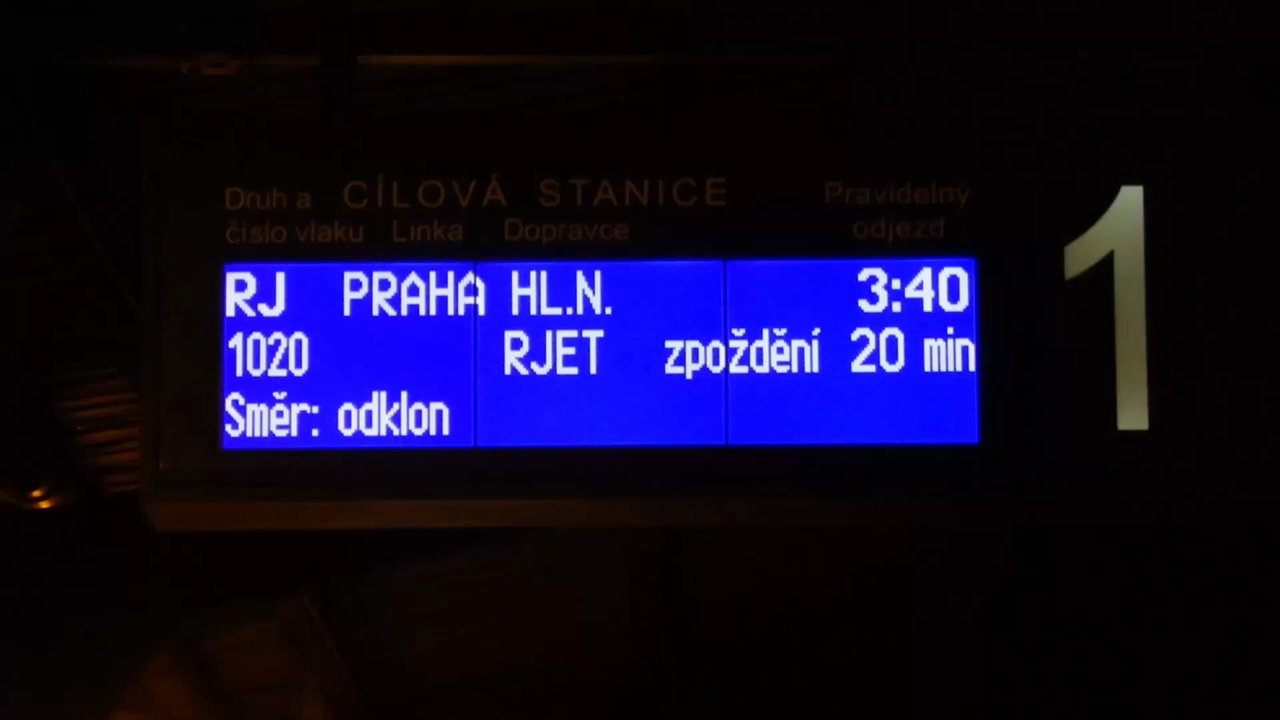 Druh a CÍLOVÁ STANICE Pravidelný
číslo vlaku Linka Dopravce odjezd
RJ PRAHA HL.N. 3:40
1020 RJET zpoždění 20 min
Směr: odklon
1